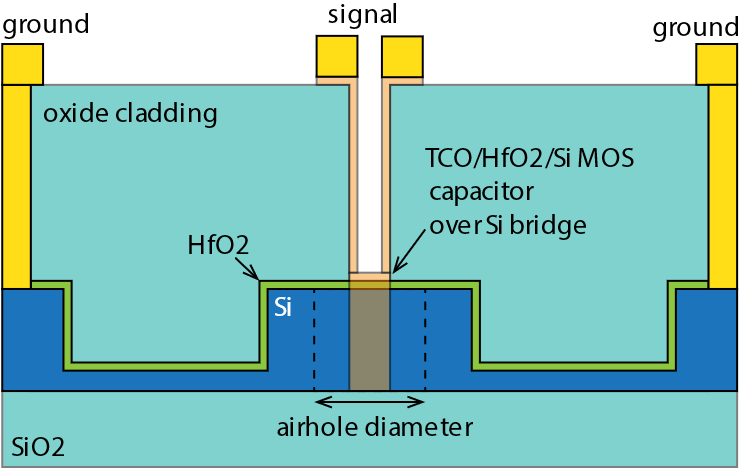 ground
signal
ground
oxide cladding
TCO/HfO2/Si MOS
capacitor
over Si bridge
HfO2
Si
airhole diameter
SiO2